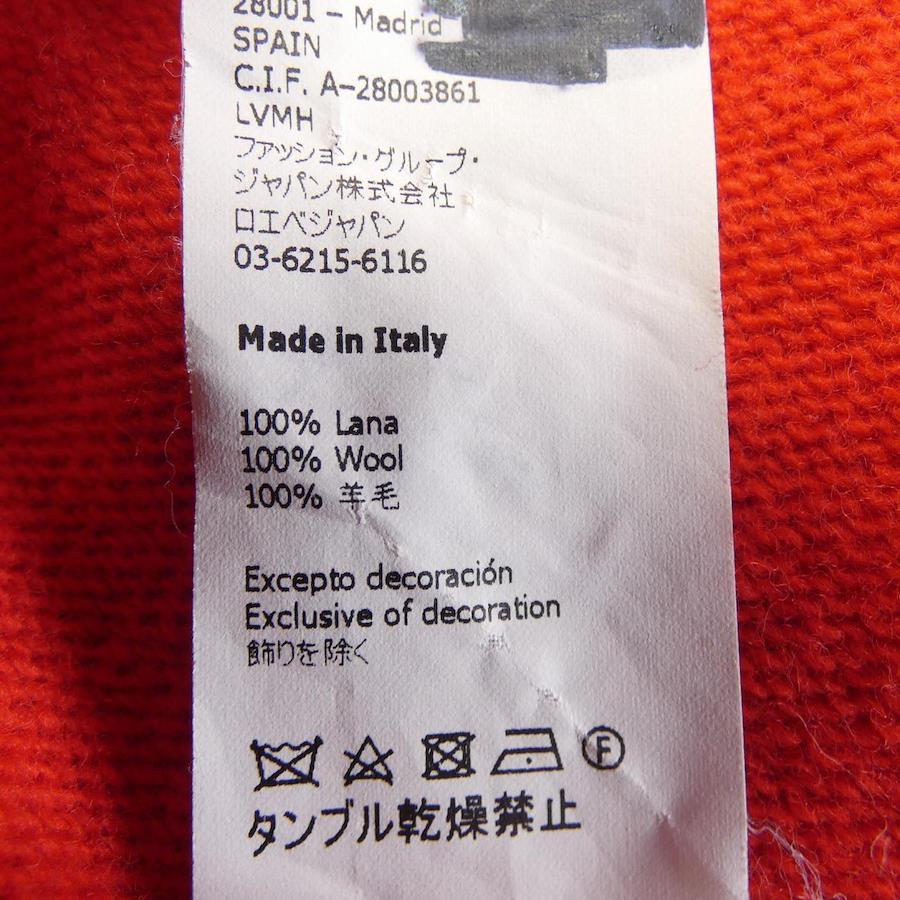 28001 – Madrid
SPAIN
C.I.F. A–28003861
LVMH
ファッション・グループ・
ジャパン株式会社
ロエベジャパン
03-6215-6116
Made in Italy
100% Lana
100% Wool
100% 羊毛
Excepto decoración
Exclusive of decoration
飾りを除く
F
タンブル乾燥禁止